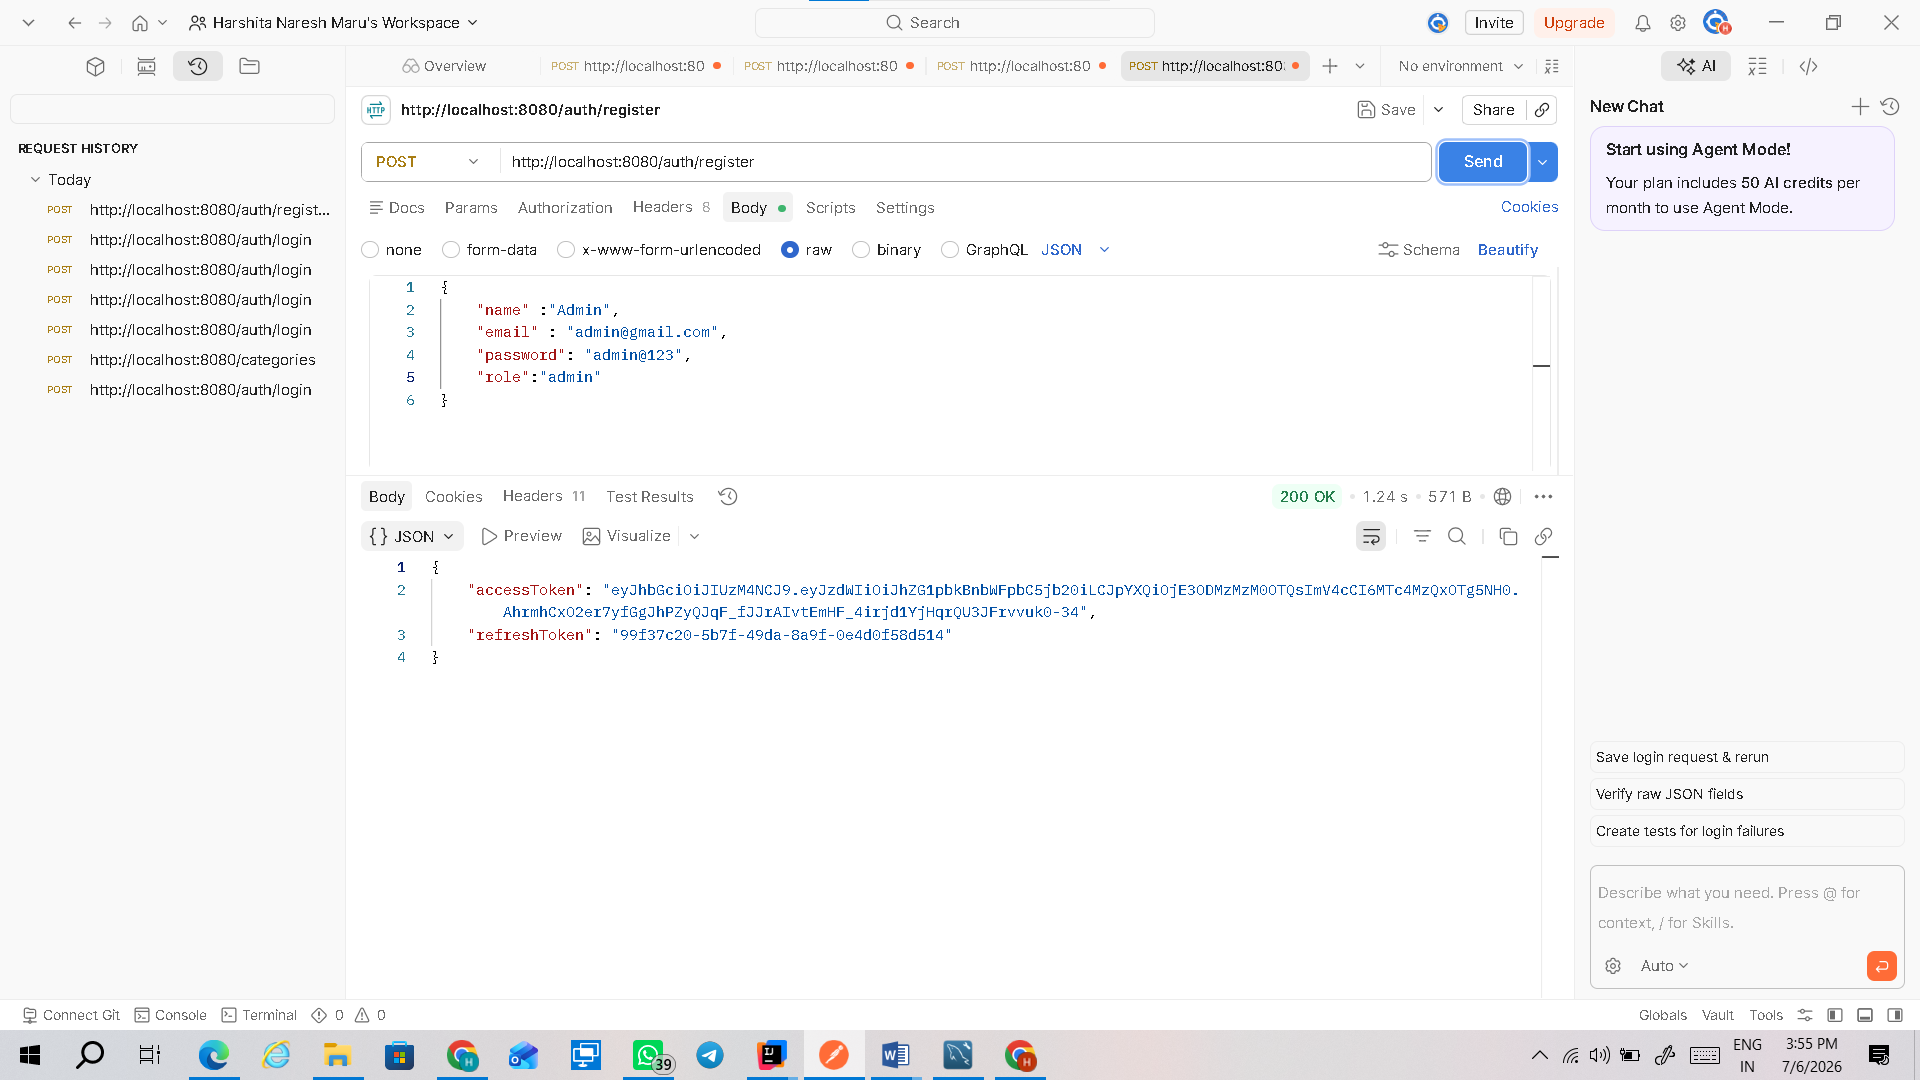 Harshita Naresh Maru's Workspace
Search
Invite
Upgrade
Overview
POST http://localhost:80
POST http://localhost:80
POST http://localhost:80
POST http://localhost:80
No environment
AI
HTTP http://localhost:8080/auth/register
Save
Share
New Chat
Start using Agent Mode!
Your plan includes 50 AI credits per
month to use Agent Mode.
REQUEST HISTORY
Today
POST http://localhost:8080/auth/regist...
POST http://localhost:8080/auth/login
POST http://localhost:8080/auth/login
POST http://localhost:8080/auth/login
POST http://localhost:8080/auth/login
POST http://localhost:8080/categories
POST http://localhost:8080/auth/login
POST http://localhost:8080/auth/register
Send
Docs Params Authorization Headers 8 Body Scripts Settings
Cookies
none form-data x-www-form-urlencoded raw binary GraphQL JSON
Schema Beautify
1 {
2 "name" :"Admin",
3 "email" : "admin@gmail.com",
4 "password": "admin@123",
5 "role":"admin"
6 }
Body Cookies Headers 11 Test Results
200 OK • 1.24 s • 571 B
{} JSON Preview Visualize
1 {
2 "accessToken": "eyJhbGciOiJIUzM4NCJ9.eyJzdWIiOiJhZG1pbkBnbWFpbC5jb20iLCJpYXQiOjE3ODMzMzM0OTQsImV4cCI6MTc4MzQxOTg5NH0.
AhrmhCxO2er7yfGgJhPZyQJqF_fJJrAIvtEmHF_4irjd1YjHqrQU3JFrvvuk0-34",
3 "refreshToken": "99f37c20-5b7f-49da-8a9f-0e4d0f58d514"
4 }
Save login request & rerun
Verify raw JSON fields
Create tests for login failures
Describe what you need. Press @ for
context, / for Skills.
Auto
Connect Git Console Terminal 0 0
Globals Vault Tools
39
ENG
IN
3:55 PM
7/6/2026